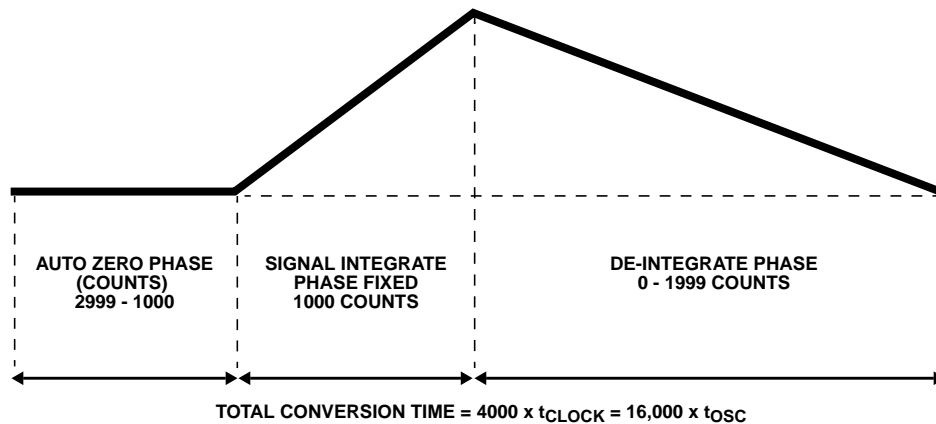 AUTO ZERO PHASE
(COUNTS)
2999 - 1000
SIGNAL INTEGRATE
PHASE FIXED
1000 COUNTS
DE-INTEGRATE PHASE
0 - 1999 COUNTS
TOTAL CONVERSION TIME = 4000 x tCLOCK = 16,000 x tOSC